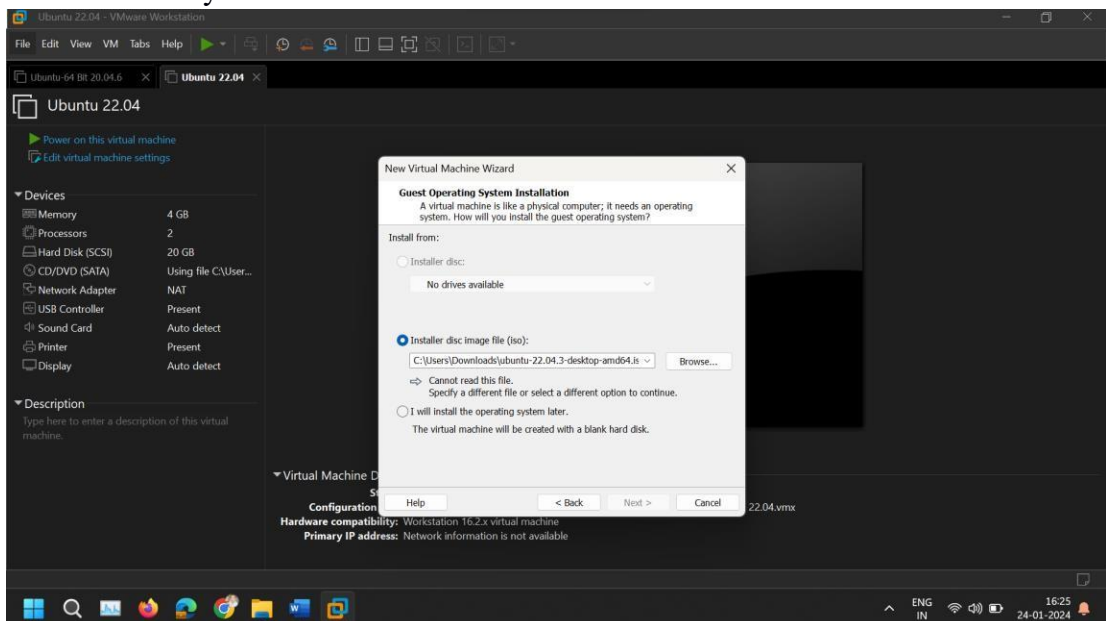 Ubuntu 22.04 - VMware Workstation
File Edit View VM Tabs Help
Ubuntu-64 Bit 20.04.6
Ubuntu 22.04
Ubuntu 22.04
Power on this virtual machine
Edit virtual machine settings
Devices
Memory 4 GB
Processors 2
Hard Disk (SCSI) 20 GB
CD/DVD (SATA) Using file C:\User...
Network Adapter NAT
USB Controller Present
Sound Card Auto detect
Printer Present
Display Auto detect
Description
Type here to enter a description of this virtual
machine.
New Virtual Machine Wizard
Guest Operating System Installation
A virtual machine is like a physical computer; it needs an operating
system. How will you install the guest operating system?
Install from:
Installer disc:
No drives available
Installer disc image file (iso):
C:\Users\Downloads\ubuntu-22.04.3-desktop-amd64.is
Browse...
Cannot read this file.
Specify a different file or select a different option to continue.
I will install the operating system later.
The virtual machine will be created with a blank hard disk.
Help < Back Next > Cancel
Virtual Machine D
Configuration 22.04.vmx
Hardware compatibility: Workstation 16.2.x virtual machine
Primary IP address: Network information is not available
ENG
IN
16:25
24-01-2024